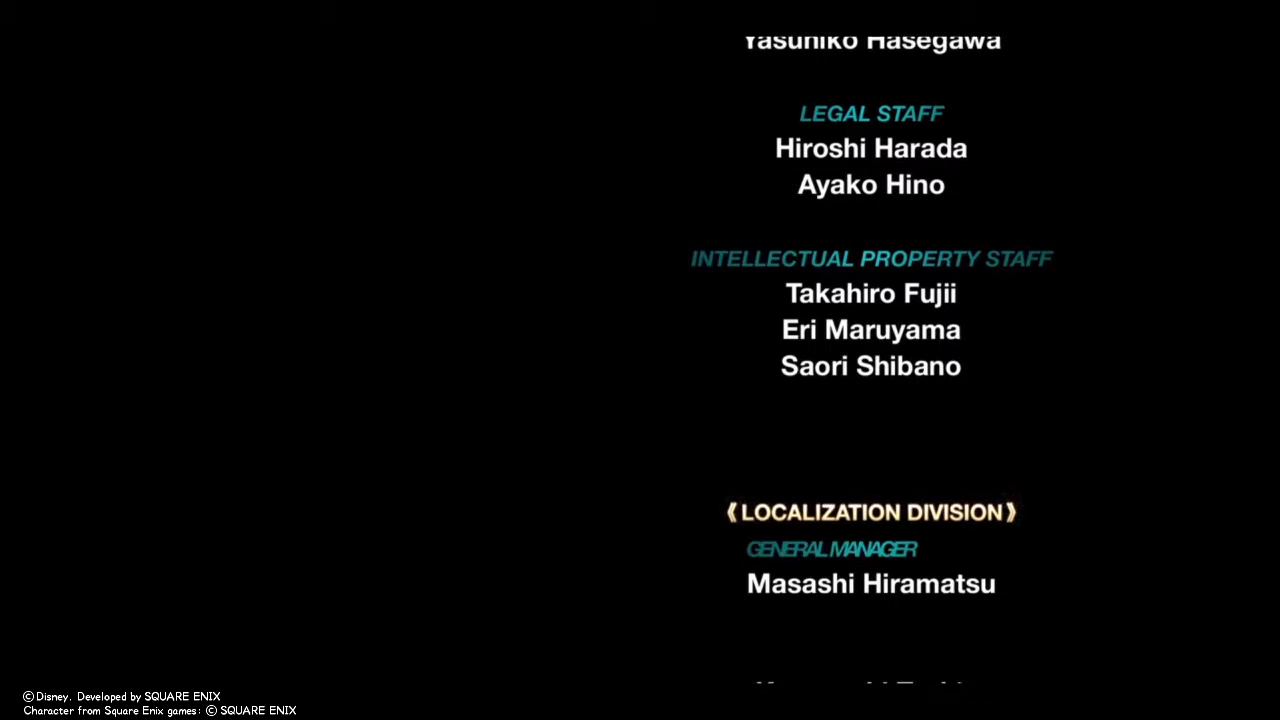 Yasuhiko Hasegawa
LEGAL STAFF
Hiroshi Harada
Ayako Hino
INTELLECTUAL PROPERTY STAFF
Takahiro Fujii
Eri Maruyama
Saori Shibano
《LOCALIZATION DIVISION》
GENERAL MANAGER
Masashi Hiramatsu
©Disney. Developed by SQUARE ENIX
Character from Square Enix games: © SQUARE ENIX